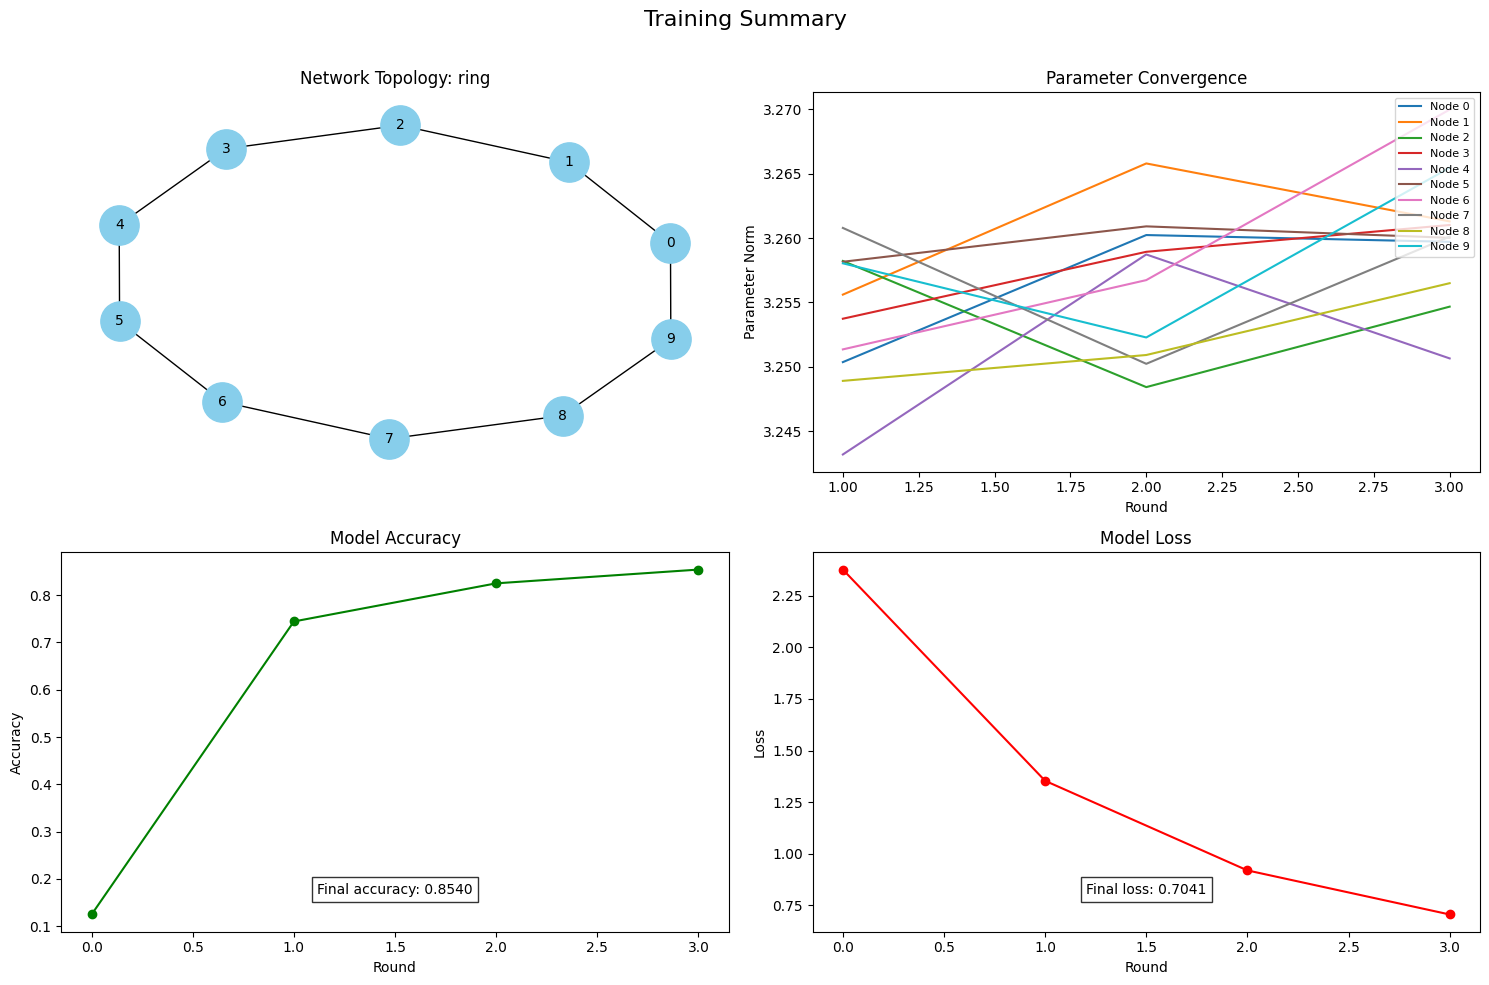 Training Summary
Network Topology: ring
2
3
1
4
0
5
9
6
8
7
Parameter Convergence
3.270
3.265
3.260
3.255
3.250
3.245
Parameter Norm
Node 0
Node 1
Node 2
Node 3
Node 4
Node 5
Node 6
Node 7
Node 8
Node 9
1.00 1.25 1.50 1.75 2.00 2.25 2.50 2.75 3.00
Round
Model Accuracy
0.8
0.7
0.6
0.5
0.4
0.3
0.2
0.1
Accuracy
Final accuracy: 0.8540
0.0 0.5 1.0 1.5 2.0 2.5 3.0
Round
Model Loss
2.25
2.00
1.75
1.50
1.25
1.00
0.75
Loss
Final loss: 0.7041
0.0 0.5 1.0 1.5 2.0 2.5 3.0
Round